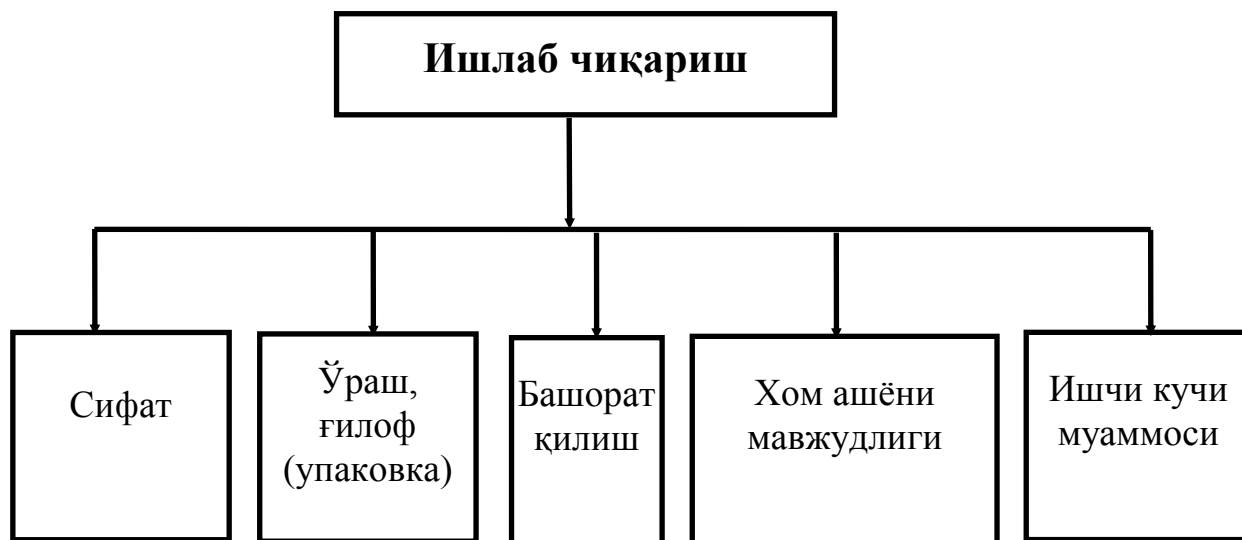 Ишлаб чиқариш
Сифат
Ўраш,
ғилоф
(упаковка)
Башорат
қилиш
Хом ашёни
мавжудлиги
Ишчи кучи
муаммоси